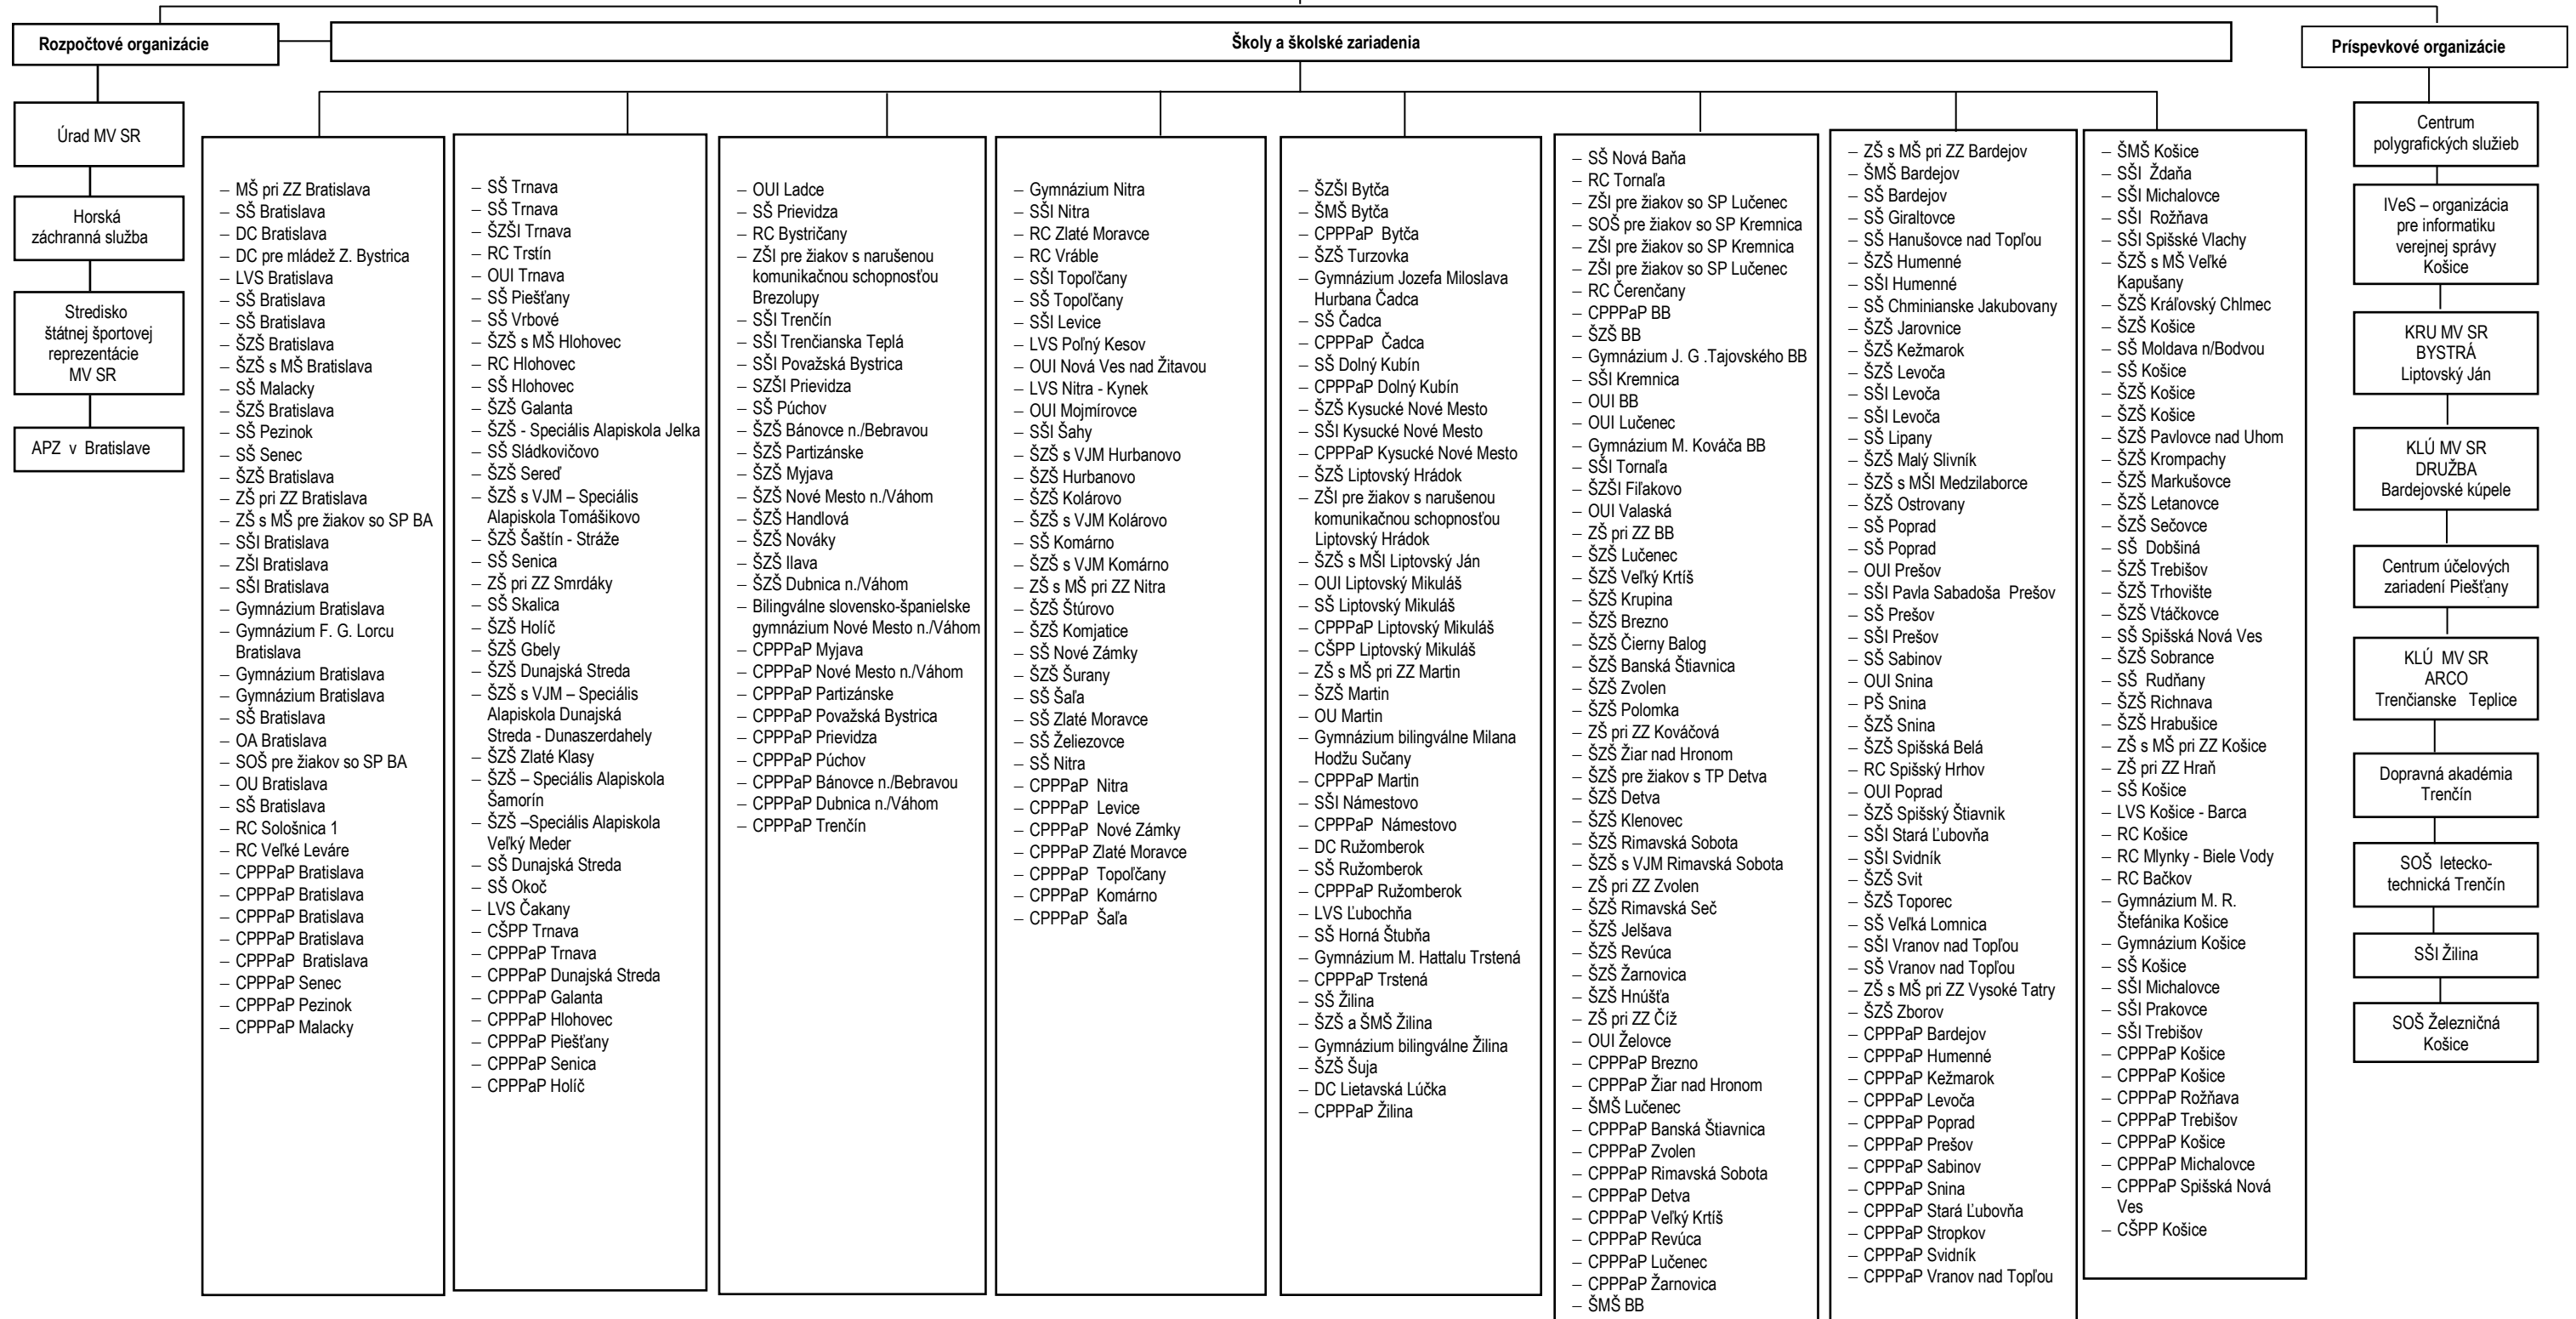 Rozpočtové organizácie
Školy a školské zariadenia
Príspevkové organizácie
Úrad MV SR
Horská
záchranná služba
Stredisko
štátnej športovej
reprezentácie
MV SR
APZ v Bratislave
– MŠ pri ZZ Bratislava
– SŠ Bratislava
– DC Bratislava
– DC pre mládež Z. Bystrica
– LVS Bratislava
– SŠ Bratislava
– SŠ Bratislava
– ŠZŠ Bratislava
– ŠZŠ s MŠ Bratislava
– SŠ Malacky
– ŠZŠ Bratislava
– SŠ Pezinok
– SŠ Senec
– ŠZŠ Bratislava
– ZŠ pri ZZ Bratislava
– ZŠ s MŠ pre žiakov so SP BA
– SŠI Bratislava
– ZŠI Bratislava
– SŠI Bratislava
– Gymnázium Bratislava
– Gymnázium F. G. Lorcu
Bratislava
– Gymnázium Bratislava
– Gymnázium Bratislava
– SŠ Bratislava
– OA Bratislava
– SOŠ pre žiakov so SP BA
– OU Bratislava
– SŠ Bratislava
– RC Sološnica 1
– RC Veľké Leváre
– CPPPaP Bratislava
– CPPPaP Bratislava
– CPPPaP Bratislava
– CPPPaP Bratislava
– CPPPaP Bratislava
– CPPPaP Senec
– CPPPaP Pezinok
– CPPPaP Malacky
– SŠ Trnava
– SŠ Trnava
– ŠZŠI Trnava
– RC Trstín
– OUI Trnava
– SŠ Piešťany
– SŠ Vrbové
– ŠZŠ s MŠ Hlohovec
– RC Hlohovec
– SŠ Hlohovec
– ŠZŠ Galanta
– ŠZŠ - Speciális Alapiskola Jelka
– SŠ Sládkovičovo
– ŠZŠ Sereď
– ŠZŠ s VJM – Speciális
Alapiskola Tomášikovo
– ŠZŠ Šaštín - Stráže
– SŠ Senica
– ZŠ pri ZZ Smrdáky
– SŠ Skalica
– ŠZŠ Holíč
– ŠZŠ Gbely
– ŠZŠ Dunajská Streda
– ŠZŠ s VJM – Speciális
Alapiskola Dunajská
Streda - Dunaszerdahely
– ŠZŠ Zlaté Klasy
– ŠZŠ – Speciális Alapiskola
Šamorín
– ŠZŠ –Speciális Alapiskola
Veľký Meder
– SŠ Dunajská Streda
– SŠ Okoč
– LVS Čakany
– CŠPP Trnava
– CPPPaP Trnava
– CPPPaP Dunajská Streda
– CPPPaP Galanta
– CPPPaP Hlohovec
– CPPPaP Piešťany
– CPPPaP Senica
– CPPPaP Holíč
– OUI Ladce
– SŠ Prievidza
– RC Bystričany
– ZŠI pre žiakov s narušenou
komunikačnou schopnosťou
Brezolupy
– SŠI Trenčín
– SŠI Trenčianska Teplá
– SŠI Považská Bystrica
– SZŠI Prievidza
– SŠ Púchov
– ŠZŠ Bánovce n./Bebravou
– ŠZŠ Partizánske
– ŠZŠ Myjava
– ŠZŠ Nové Mesto n./Váhom
– ŠZŠ Handlová
– ŠZŠ Nováky
– ŠZŠ Ilava
– ŠZŠ Dubnica n./Váhom
– Bilingválne slovensko-španielske
gymnázium Nové Mesto n./Váhom
– CPPPaP Myjava
– CPPPaP Nové Mesto n./Váhom
– CPPPaP Partizánske
– CPPPaP Považská Bystrica
– CPPPaP Prievidza
– CPPPaP Púchov
– CPPPaP Bánovce n./Bebravou
– CPPPaP Dubnica n./Váhom
– CPPPaP Trenčín
– Gymnázium Nitra
– SŠI Nitra
– RC Zlaté Moravce
– RC Vráble
– SŠI Topoľčany
– SŠ Topoľčany
– SŠI Levice
– LVS Poľný Kesov
– OUI Nová Ves nad Žitavou
– LVS Nitra - Kynek
– OUI Mojmírovce
– SŠI Šahy
– ŠZŠ s VJM Hurbanovo
– ŠZŠ Hurbanovo
– ŠZŠ Kolárovo
– ŠZŠ s VJM Kolárovo
– SŠ Komárno
– ŠZŠ s VJM Komárno
– ZŠ s MŠ pri ZZ Nitra
– ŠZŠ Štúrovo
– ŠZŠ Komjatice
– SŠ Nové Zámky
– ŠZŠ Šurany
– SŠ Šaľa
– SŠ Zlaté Moravce
– SŠ Želiezovce
– SŠ Nitra
– CPPPaP Nitra
– CPPPaP Levice
– CPPPaP Nové Zámky
– CPPPaP Zlaté Moravce
– CPPPaP Topoľčany
– CPPPaP Komárno
– CPPPaP Šaľa
– ŠZŠI Bytča
– ŠMŠ Bytča
– CPPPaP Bytča
– ŠZŠ Turzovka
– Gymnázium Jozefa Miloslava
Hurbana Čadca
– SŠ Čadca
– CPPPaP Čadca
– SŠ Dolný Kubín
– CPPPaP Dolný Kubín
– ŠZŠ Kysucké Nové Mesto
– SŠI Kysucké Nové Mesto
– CPPPaP Kysucké Nové Mesto
– ŠZŠ Liptovský Hrádok
– ZŠI pre žiakov s narušenou
komunikačnou schopnosťou
Liptovský Hrádok
– ŠZŠ s MŠI Liptovský Ján
– OUI Liptovský Mikuláš
– SŠ Liptovský Mikuláš
– CPPPaP Liptovský Mikuláš
– CŠPP Liptovský Mikuláš
– ZŠ s MŠ pri ZZ Martin
– ŠZŠ Martin
– OU Martin
– Gymnázium bilingválne Milana
Hodžu Sučany
– CPPPaP Martin
– SŠI Námestovo
– CPPPaP Námestovo
– DC Ružomberok
– SŠ Ružomberok
– CPPPaP Ružomberok
– LVS Ľubochňa
– SŠ Horná Štubňa
– Gymnázium M. Hattalu Trstená
– CPPPaP Trstená
– SŠ Žilina
– ŠZŠ a ŠMŠ Žilina
– Gymnázium bilingválne Žilina
– ŠZŠ Šuja
– DC Lietavská Lúčka
– CPPPaP Žilina
– SŠ Nová Baňa
– RC Tornaľa
– ZŠI pre žiakov so SP Lučenec
– SOŠ pre žiakov so SP Kremnica
– ZŠI pre žiakov so SP Kremnica
– ZŠI pre žiakov so SP Lučenec
– RC Čerenčany
– CPPPaP BB
– ŠZŠ BB
– Gymnázium J. G .Tajovského BB
– SŠI Kremnica
– OUI BB
– OUI Lučenec
– Gymnázium M. Kováča BB
– SŠI Tornaľa
– ŠZŠI Fiľakovo
– OUI Valaská
– ZŠ pri ZZ BB
– ŠZŠ Lučenec
– ŠZŠ Veľký Krtíš
– ŠZŠ Krupina
– ŠZŠ Brezno
– ŠZŠ Čierny Balog
– ŠZŠ Banská Štiavnica
– ŠZŠ Zvolen
– ŠZŠ Polomka
– ZŠ pri ZZ Kováčová
– ŠZŠ Žiar nad Hronom
– ŠZŠ pre žiakov s TP Detva
– ŠZŠ Detva
– ŠZŠ Klenovec
– ŠZŠ Rimavská Sobota
– ŠZŠ s VJM Rimavská Sobota
– ZŠ pri ZZ Zvolen
– ŠZŠ Rimavská Seč
– ŠZŠ Jelšava
– ŠZŠ Revúca
– ŠZŠ Žarnovica
– ŠZŠ Hnúšťa
– ZŠ pri ZZ Číž
– OUI Želovce
– CPPPaP Brezno
– CPPPaP Žiar nad Hronom
– ŠMŠ Lučenec
– CPPPaP Banská Štiavnica
– CPPPaP Zvolen
– CPPPaP Rimavská Sobota
– CPPPaP Detva
– CPPPaP Veľký Krtíš
– CPPPaP Revúca
– CPPPaP Lučenec
– CPPPaP Žarnovica
– ŠMŠ BB
– ZŠ s MŠ pri ZZ Bardejov
– ŠMŠ Bardejov
– SŠ Bardejov
– SŠ Giraltovce
– SŠ Hanušovce nad Topľou
– ŠZŠ Humenné
– SŠI Humenné
– SŠ Chminianske Jakubovany
– ŠZŠ Jarovnice
– ŠZŠ Kežmarok
– ŠZŠ Levoča
– SŠI Levoča
– SŠI Levoča
– SŠ Lipany
– ŠZŠ Malý Slivník
– ŠZŠ s MŠI Medzilaborce
– ŠZŠ Ostrovany
– SŠ Poprad
– SŠ Poprad
– OUI Prešov
– SŠI Pavla Sabadoša Prešov
– SŠ Prešov
– SŠI Prešov
– SŠ Sabinov
– OUI Snina
– PŠ Snina
– ŠZŠ Snina
– ŠZŠ Spišská Belá
– RC Spišský Hrhov
– OUI Poprad
– ŠZŠ Spišský Štiavnik
– SŠI Stará Ľubovňa
– SŠI Svidník
– ŠZŠ Svit
– ŠZŠ Toporec
– SŠ Veľká Lomnica
– SŠI Vranov nad Topľou
– SŠ Vranov nad Topľou
– ZŠ s MŠ pri ZZ Vysoké Tatry
– ŠZŠ Zborov
– CPPPaP Bardejov
– CPPPaP Humenné
– CPPPaP Kežmarok
– CPPPaP Levoča
– CPPPaP Poprad
– CPPPaP Prešov
– CPPPaP Sabinov
– CPPPaP Snina
– CPPPaP Stará Ľubovňa
– CPPPaP Stropkov
– CPPPaP Svidník
– CPPPaP Vranov nad Topľou
– ŠMŠ Košice
– SŠI Ždaňa
– SŠI Michalovce
– SŠI Rožňava
– SŠI Spišské Vlachy
– ŠZŠ s MŠ Veľké
Kapušany
– ŠZŠ Kráľovský Chlmec
– ŠZŠ Košice
– SŠ Moldava n/Bodvou
– SŠ Košice
– ŠZŠ Košice
– ŠZŠ Košice
– ŠZŠ Pavlovce nad Uhom
– ŠZŠ Krompachy
– ŠZŠ Markušovce
– ŠZŠ Letanovce
– ŠZŠ Sečovce
– SŠ Dobšiná
– ŠZŠ Trebišov
– ŠZŠ Trhovište
– ŠZŠ Vtáčkovce
– SŠ Spišská Nová Ves
– ŠZŠ Sobrance
– SŠ Rudňany
– ŠZŠ Richnava
– ŠZŠ Hrabušice
– ZŠ s MŠ pri ZZ Košice
– ZŠ pri ZZ Hraň
– SŠ Košice
– LVS Košice - Barca
– RC Košice
– RC Mlynky - Biele Vody
– RC Bačkov
– Gymnázium M. R.
Štefánika Košice
– Gymnázium Košice
– SŠ Košice
– SŠI Michalovce
– SŠI Prakovce
– SŠI Trebišov
– CPPPaP Košice
– CPPPaP Košice
– CPPPaP Rožňava
– CPPPaP Trebišov
– CPPPaP Košice
– CPPPaP Michalovce
– CPPPaP Spišská Nová
Ves
– CŠPP Košice
Centrum
polygrafických služieb
IVeS – organizácia
pre informatiku
verejnej správy
Košice
KRU MV SR
BYSTRÁ
Liptovský Ján
KLÚ MV SR
DRUŽBA
Bardejovské kúpele
Centrum účelových
zariadení Piešťany
KLÚ MV SR
ARCO
Trenčianske Teplice
Dopravná akadémia
Trenčín
SOŠ letecko-
technická Trenčín
SŠI Žilina
SOŠ Železničná
Košice